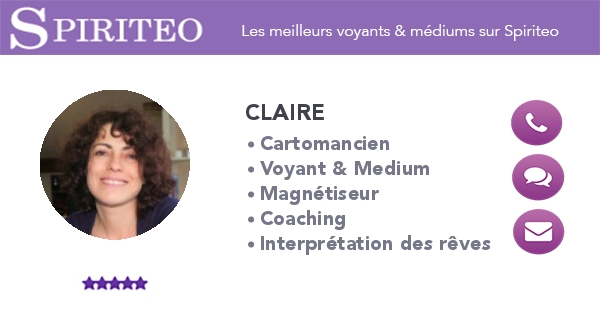 SPIRITEO
Les meilleurs voyants & médiums sur Spiriteo
CLAIRE
• Cartomancien
• Voyant & Medium
• Magnétiseur
• Coaching
• Interprétation des rêves